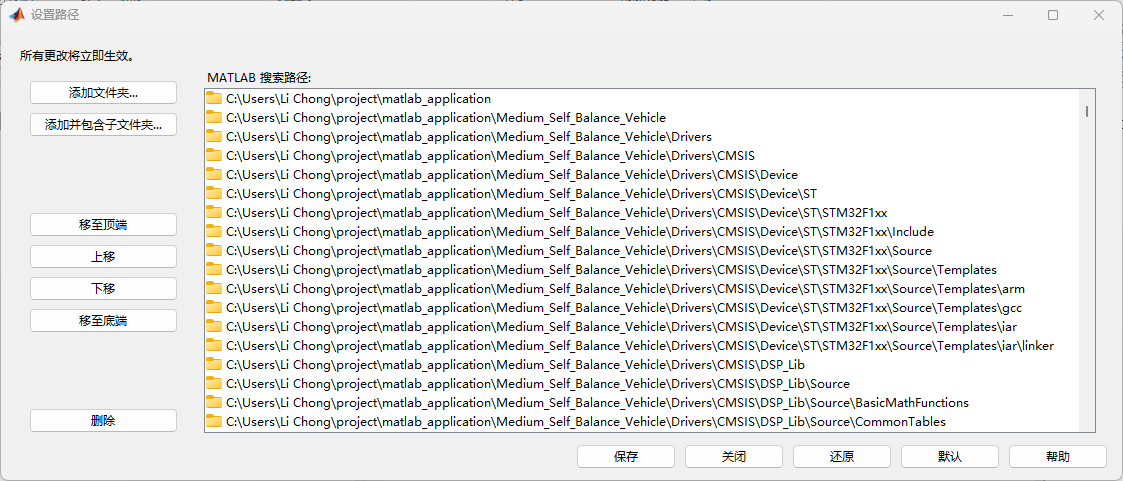 设置路径
所有更改将立即生效。
MATLAB 搜索路径:
添加文件夹...
添加并包含子文件夹...
移至顶端
上移
下移
移至底端
删除
C:\Users\Li Chong\project\matlab_application
C:\Users\Li Chong\project\matlab_application\Medium_Self_Balance_Vehicle
C:\Users\Li Chong\project\matlab_application\Medium_Self_Balance_Vehicle\Drivers
C:\Users\Li Chong\project\matlab_application\Medium_Self_Balance_Vehicle\Drivers\CMSIS
C:\Users\Li Chong\project\matlab_application\Medium_Self_Balance_Vehicle\Drivers\CMSIS\Device
C:\Users\Li Chong\project\matlab_application\Medium_Self_Balance_Vehicle\Drivers\CMSIS\Device\ST
C:\Users\Li Chong\project\matlab_application\Medium_Self_Balance_Vehicle\Drivers\CMSIS\Device\ST\STM32F1xx
C:\Users\Li Chong\project\matlab_application\Medium_Self_Balance_Vehicle\Drivers\CMSIS\Device\ST\STM32F1xx\Include
C:\Users\Li Chong\project\matlab_application\Medium_Self_Balance_Vehicle\Drivers\CMSIS\Device\ST\STM32F1xx\Source
C:\Users\Li Chong\project\matlab_application\Medium_Self_Balance_Vehicle\Drivers\CMSIS\Device\ST\STM32F1xx\Source\Templates
C:\Users\Li Chong\project\matlab_application\Medium_Self_Balance_Vehicle\Drivers\CMSIS\Device\ST\STM32F1xx\Source\Templates\arm
C:\Users\Li Chong\project\matlab_application\Medium_Self_Balance_Vehicle\Drivers\CMSIS\Device\ST\STM32F1xx\Source\Templates\gcc
C:\Users\Li Chong\project\matlab_application\Medium_Self_Balance_Vehicle\Drivers\CMSIS\Device\ST\STM32F1xx\Source\Templates\iar
C:\Users\Li Chong\project\matlab_application\Medium_Self_Balance_Vehicle\Drivers\CMSIS\Device\ST\STM32F1xx\Source\Templates\iar\linker
C:\Users\Li Chong\project\matlab_application\Medium_Self_Balance_Vehicle\Drivers\CMSIS\DSP_Lib
C:\Users\Li Chong\project\matlab_application\Medium_Self_Balance_Vehicle\Drivers\CMSIS\DSP_Lib\Source
C:\Users\Li Chong\project\matlab_application\Medium_Self_Balance_Vehicle\Drivers\CMSIS\DSP_Lib\Source\BasicMathFunctions
C:\Users\Li Chong\project\matlab_application\Medium_Self_Balance_Vehicle\Drivers\CMSIS\DSP_Lib\Source\CommonTables
保存
关闭
还原
默认
帮助